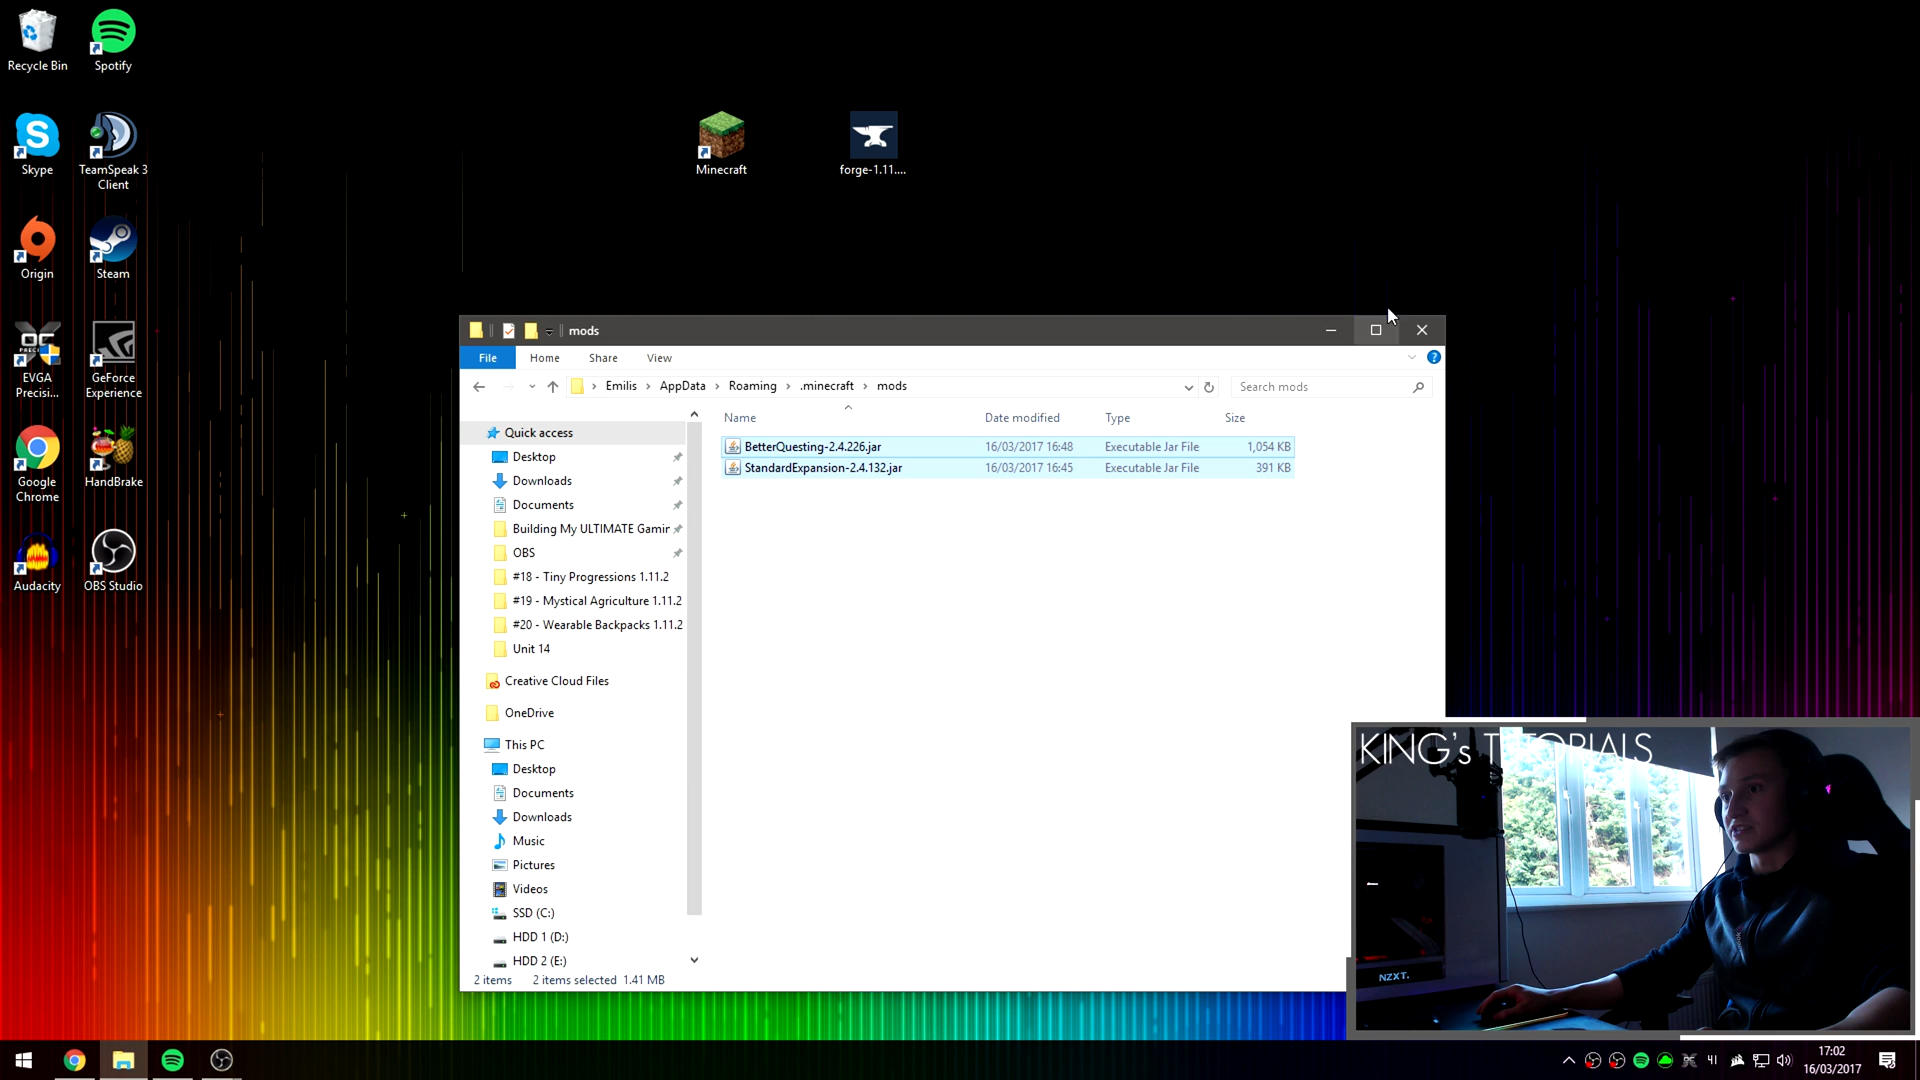 Recycle Bin
Spotify
Skype
TeamSpeak 3
Client
Origin
Steam
EVGA
Precisi...
GeForce
Experience
Google
Chrome
HandBrake
Audacity
OBS Studio
Minecraft
forge-1.11....
mods
File
Home
Share
View
Emilis
AppData
Roaming
.minecraft
mods
Search mods
Name
Date modified
Type
Size
BetterQuesting-2.4.226.jar
16/03/2017 16:48
Executable Jar File
1,054 KB
StandardExpansion-2.4.132.jar
16/03/2017 16:45
Executable Jar File
391 KB
Quick access
Desktop
Downloads
Documents
Building My ULTIMATE Gamin
OBS
#18 - Tiny Progressions 1.11.2
#19 - Mystical Agriculture 1.11.2
#20 - Wearable Backpacks 1.11.2
Unit 14
Creative Cloud Files
OneDrive
This PC
Desktop
Documents
Downloads
Music
Pictures
Videos
SSD (C:)
HDD 1 (D:)
HDD 2 (E:)
2 items
2 items selected 1.41 MB
KING's TUTORIALS
NZXT.
41
17:02
16/03/2017